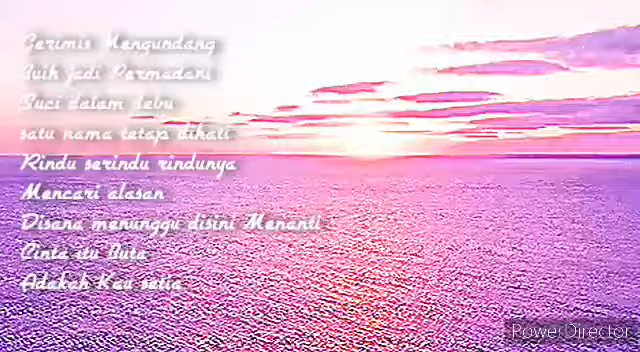 Gerimis Mengundang
Buih jadi Permadani
Suci dalam debu
satu nama tetap dihati
Rindu serindu rindunya
Mencari alasan
Disana menunggu disini Menanti
Cinta itu Buta
Adakah Kau setia
PowerDirector